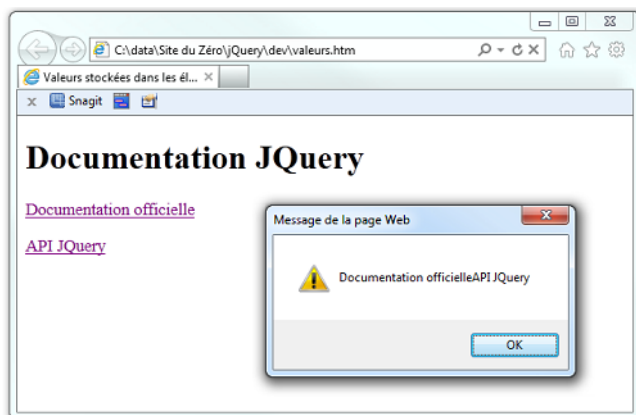 C:\data\Site du Zéro\jQuery\dev\valeurs.htm
Valeurs stockées dans les él...
x Snagit
Documentation JQuery
Documentation officielle
API JQuery
Message de la page Web
Documentation officielleAPI JQuery
OK